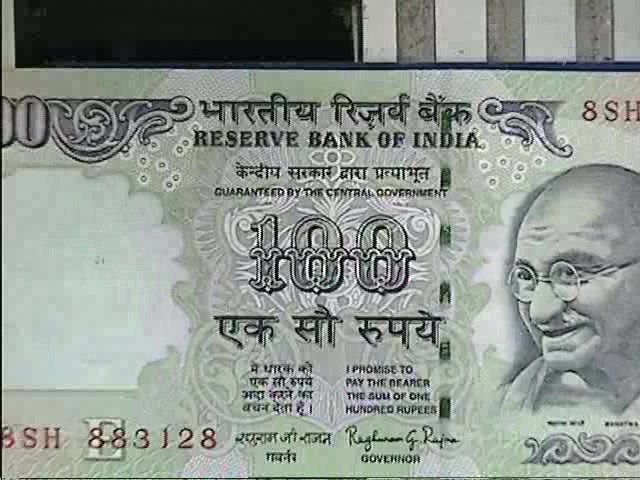 00
भारतीय रिज़र्व बैंक
8SH
RESERVE BANK OF INDIA
केन्दीय सरकार द्वारा प्रत्याभूत
GUARANTEED BY THE CENTRAL GOVERNMENT
100
एक सौ रुपये
मैं धारक को
एक सौ रुपये
अदा करने का
वचन देता हूँ ।
I PROMISE TO
PAY THE BEARER
THE SUM OF ONE
HUNDRED RUPEES
8SH 883128
E
रघुराम जी राजन
गवर्नर
Raghuram G. Rajan
GOVERNOR
100